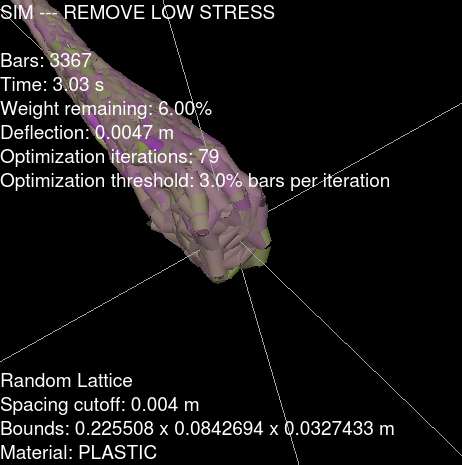 SIM --- REMOVE LOW STRESS
Bars: 3367
Time: 3.03 s
Weight remaining: 6.00%
Deflection: 0.0047 m
Optimization iterations: 79
Optimization threshold: 3.0% bars per iteration
Random Lattice
Spacing cutoff: 0.004 m
Bounds: 0.225508 x 0.0842694 x 0.0327433 m
Material: PLASTIC